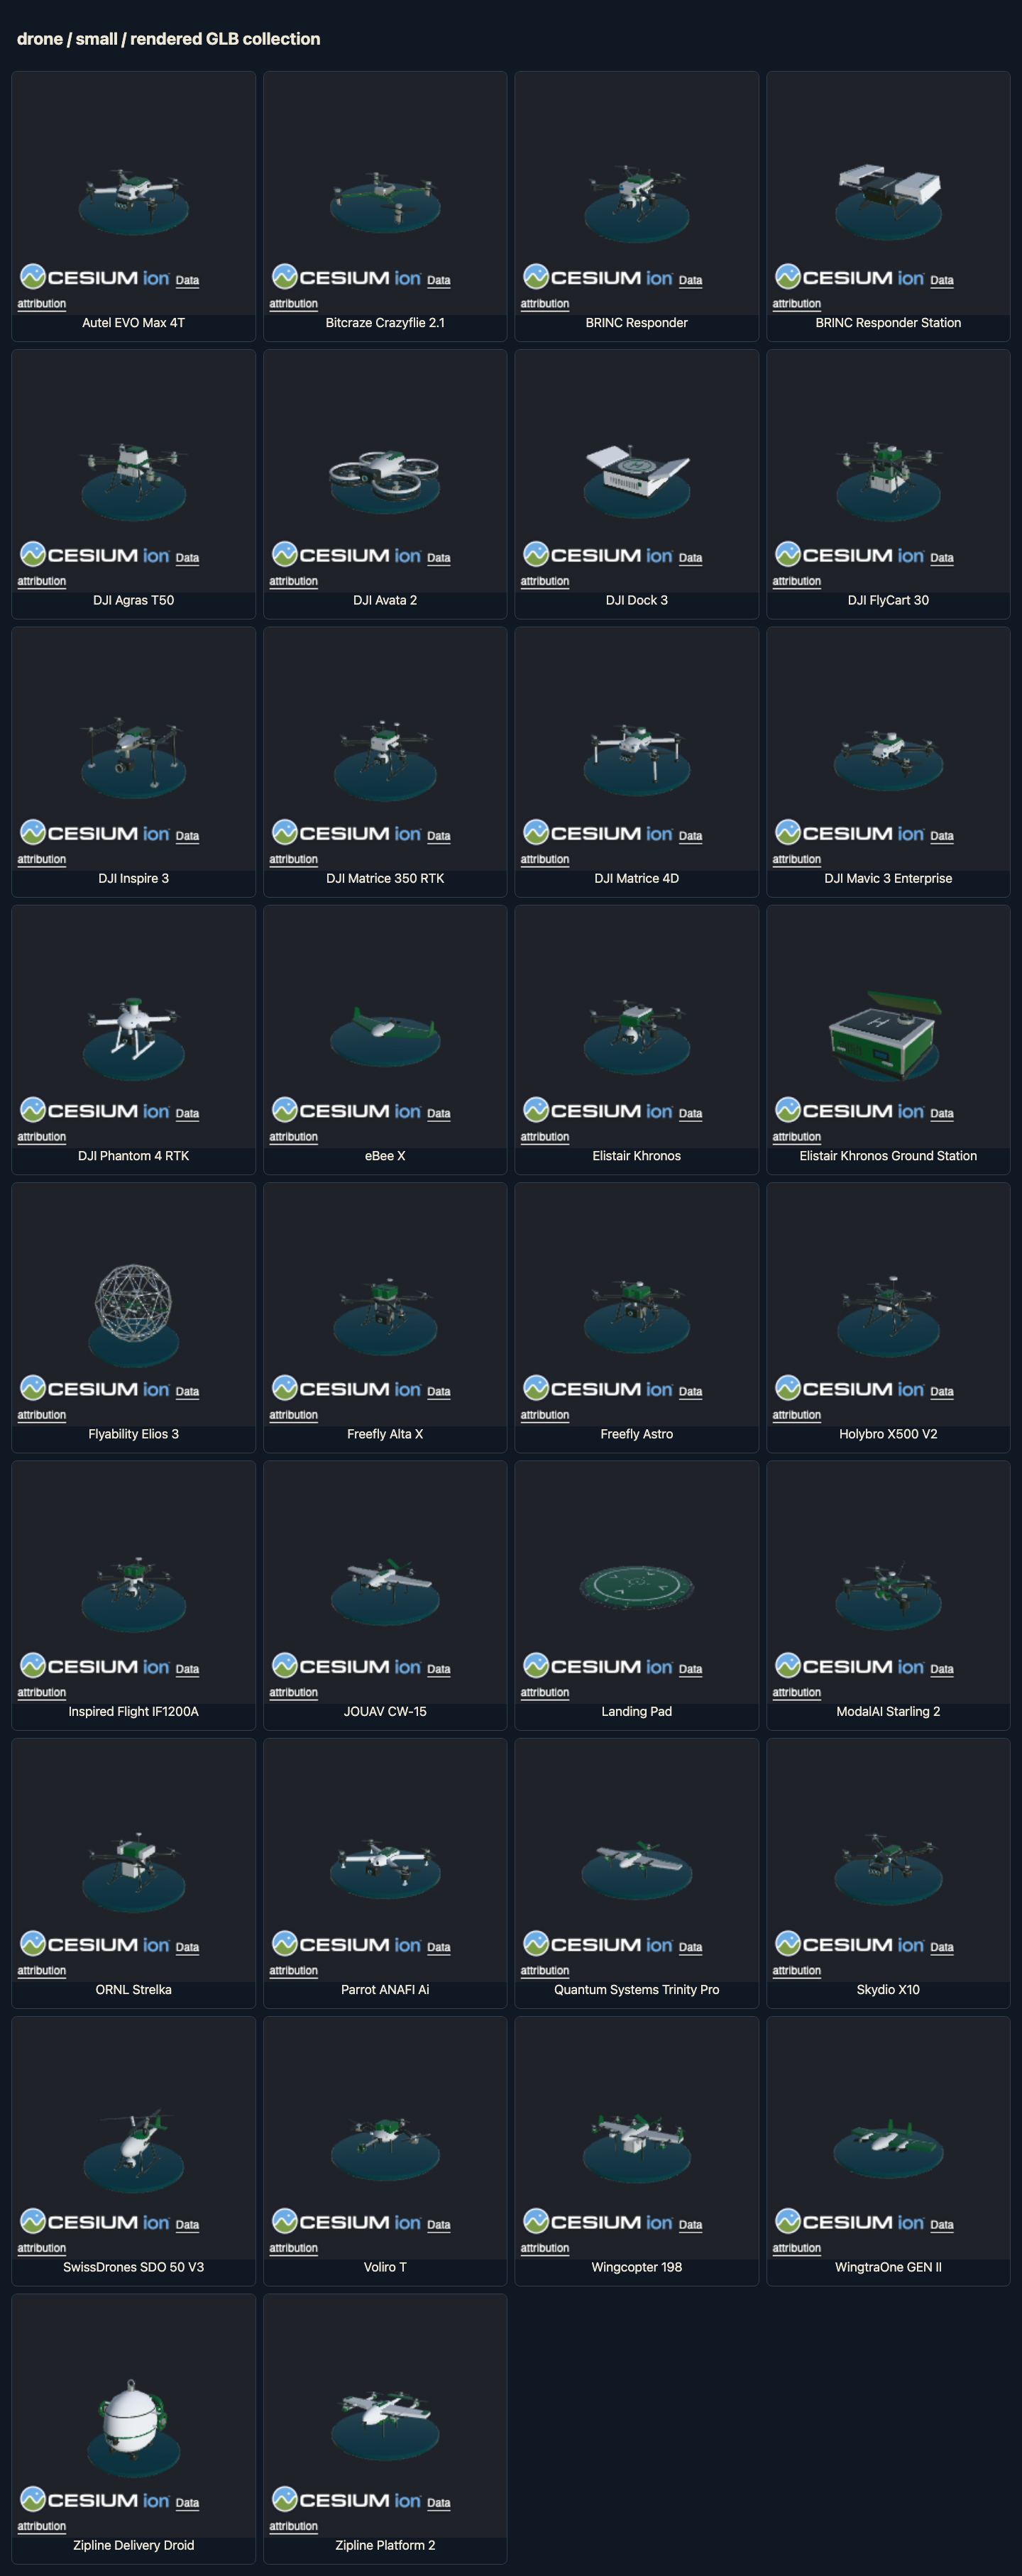 drone / small / rendered GLB collection
CESIUM ion Data
attribution
Autel EVO Max 4T
CESIUM ion Data
attribution
Bitcraze Crazyflie 2.1
CESIUM ion Data
attribution
BRINC Responder
CESIUM ion Data
attribution
BRINC Responder Station
CESIUM ion Data
attribution
DJI Agras T50
CESIUM ion Data
attribution
DJI Avata 2
H
CESIUM ion Data
attribution
DJI Dock 3
CESIUM ion Data
attribution
DJI FlyCart 30
CESIUM ion Data
attribution
DJI Inspire 3
CESIUM ion Data
attribution
DJI Matrice 350 RTK
CESIUM ion Data
attribution
DJI Matrice 4D
CESIUM ion Data
attribution
DJI Mavic 3 Enterprise
CESIUM ion Data
attribution
DJI Phantom 4 RTK
CESIUM ion Data
attribution
eBee X
CESIUM ion Data
attribution
Elistair Khronos
H
CESIUM ion Data
attribution
Elistair Khronos Ground Station
CESIUM ion Data
attribution
Flyability Elios 3
CESIUM ion Data
attribution
Freefly Alta X
CESIUM ion Data
attribution
Freefly Astro
CESIUM ion Data
attribution
Holybro X500 V2
CESIUM ion Data
attribution
Inspired Flight IF1200A
CESIUM ion Data
attribution
JOUAV CW-15
CESIUM ion Data
attribution
Landing Pad
CESIUM ion Data
attribution
ModalAI Starling 2
CESIUM ion Data
attribution
ORNL Strelka
CESIUM ion Data
attribution
Parrot ANAFI Ai
CESIUM ion Data
attribution
Quantum Systems Trinity Pro
CESIUM ion Data
attribution
Skydio X10
CESIUM ion Data
attribution
SwissDrones SDO 50 V3
CESIUM ion Data
attribution
Voliro T
CESIUM ion Data
attribution
Wingcopter 198
CESIUM ion Data
attribution
WingtraOne GEN II
CESIUM ion Data
attribution
Zipline Delivery Droid
CESIUM ion Data
attribution
Zipline Platform 2